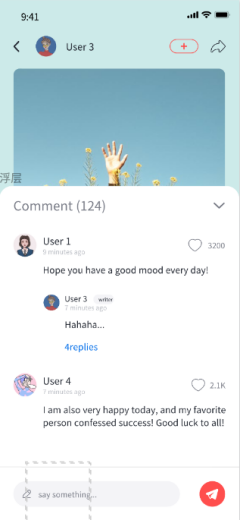 9:41
User 3
浮层
Comment (124)
User 1
5 minutes ago
3200
Hope you have a good mood every day!
User 3 writer
7 minutes ago
Hahaha...
4replies
User 4
7 minutes ago
2.1K
I am also very happy today, and my favorite
person confessed success! Good luck to all!
say something...